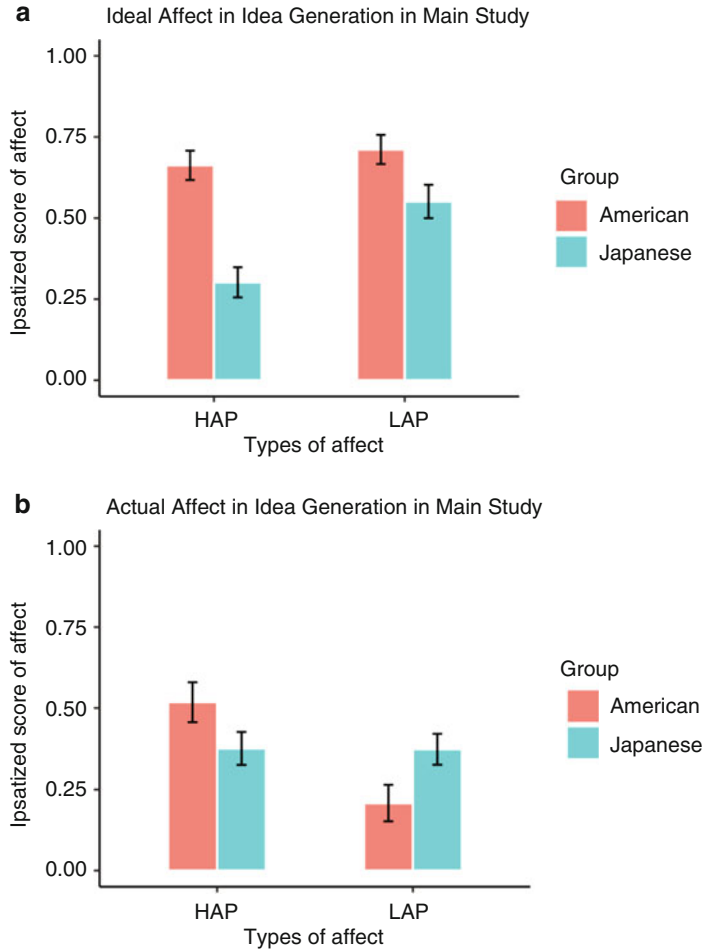 a
Ideal Affect in Idea Generation in Main Study
Ipsatized score of affect
1.00
0.75
0.50
0.25
0.00
HAP
LAP
Types of affect
Group
American
Japanese
b
Actual Affect in Idea Generation in Main Study
Ipsatized score of affect
1.00
0.75
0.50
0.25
0.00
HAP
LAP
Types of affect
Group
American
Japanese